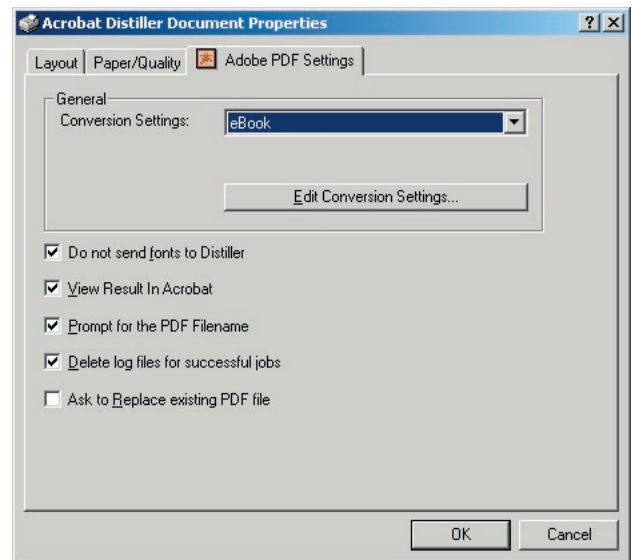 Acrobat Distiller Document Properties
Layout Paper/Quality Adobe PDF Settings
General
Conversion Settings: eBook
Edit Conversion Settings...
Do not send fonts to Distiller
View Result In Acrobat
Prompt for the PDF Filename
Delete log files for successful jobs
Ask to Replace existing PDF file
OK Cancel